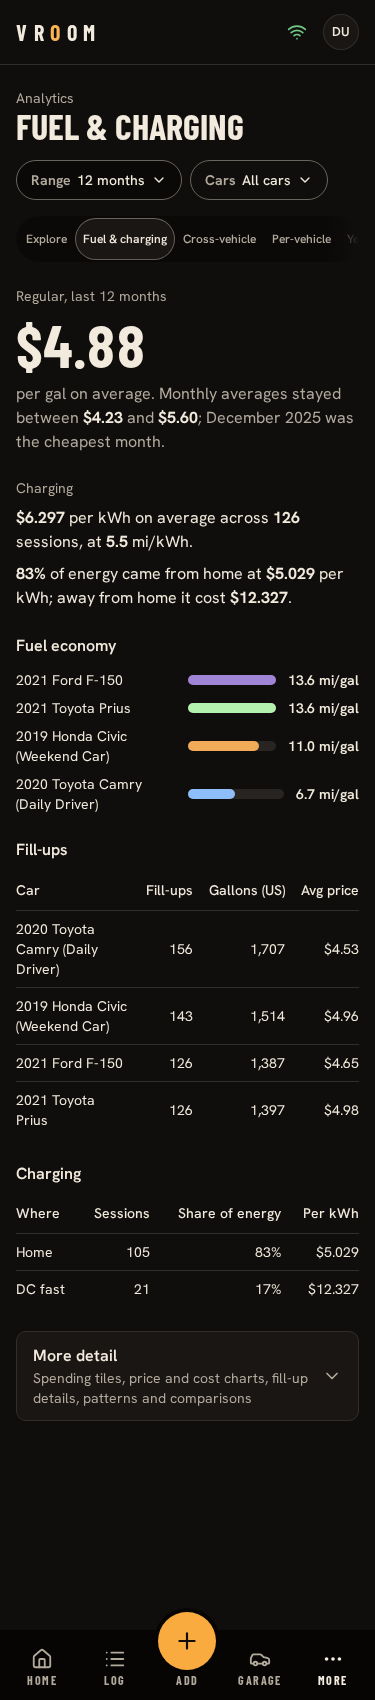 VROOM
DU
Analytics
FUEL & CHARGING
Range 12 months
Cars All cars
Explore Fuel & charging Cross-vehicle Per-vehicle
Regular, last 12 months
$4.88
per gal on average. Monthly averages stayed
between $4.23 and $5.60; December 2025 was
the cheapest month.
Charging
$6.297 per kWh on average across 126
sessions, at 5.5 mi/kWh.
83% of energy came from home at $5.029 per
kWh; away from home it cost $12.327.
Fuel economy
2021 Ford F-150 13.6 mi/gal
2021 Toyota Prius 13.6 mi/gal
2019 Honda Civic
(Weekend Car) 11.0 mi/gal
2020 Toyota Camry
(Daily Driver) 6.7 mi/gal
Fill-ups
Car Fill-ups Gallons (US) Avg price
2020 Toyota
Camry (Daily 156 1,707 $4.53
Driver)
2019 Honda Civic
(Weekend Car) 143 1,514 $4.96
2021 Ford F-150 126 1,387 $4.65
2021 Toyota
Prius 126 1,397 $4.98
Charging
Where Sessions Share of energy Per kWh
Home 105 83% $5.029
DC fast 21 17% $12.327
More detail
Spending tiles, price and cost charts, fill-up
details, patterns and comparisons
HOME LOG ADD GARAGE MORE